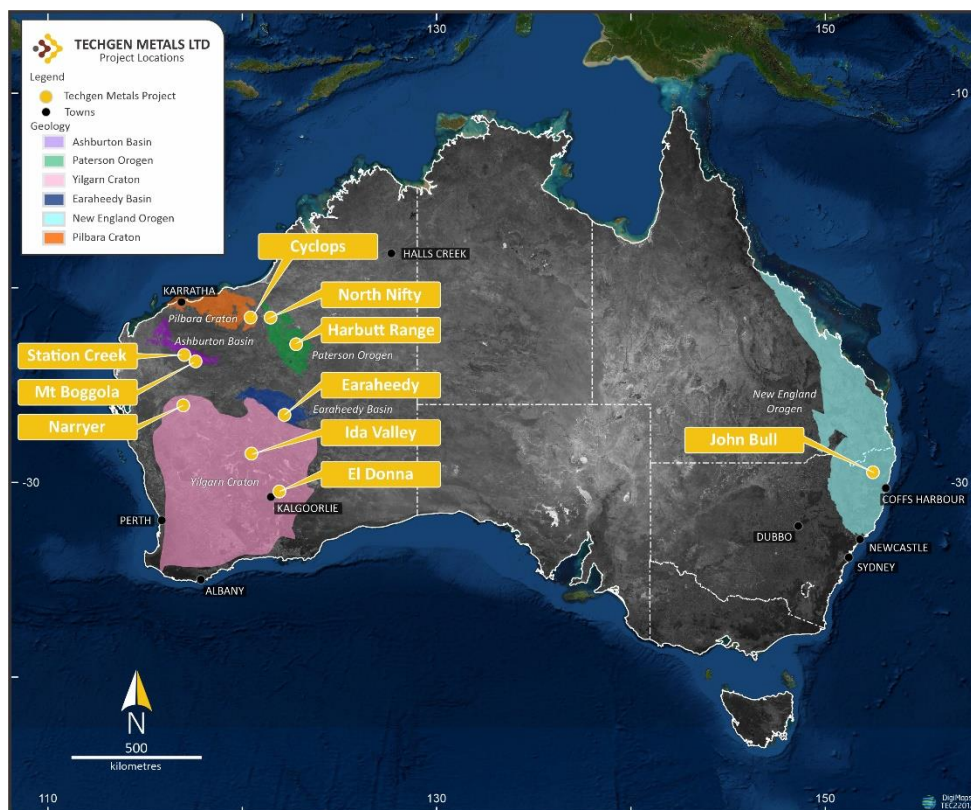 130
150
TECHGEN METALS LTD
Project Locations
Legend
Techgen Metals Project
Towns
Geology
Ashburton Basin
Paterson Orogen
Yilgarn Craton
Earaheedy Basin
New England Orogen
Pilbara Craton
-10
Cyclops
HALLS CREEK
KARRATHA
North Nifty
Pilbara Craton
Harbutt Range
Ashburton Basin
Station Creek
Paterson Orogen
Mt Boggola
Earaheedy
New England
Orogen
Narryer
Earaheedy Basin
Ida Valley
John Bull
El Donna
Yilgarn Craton
-30
-30
KALGOORLIE
COFFS HARBOUR
PERTH
DUBBO
NEWCASTLE
SYDNEY
ALBANY
N
500
kilometres
110
130
150
DigiMaps